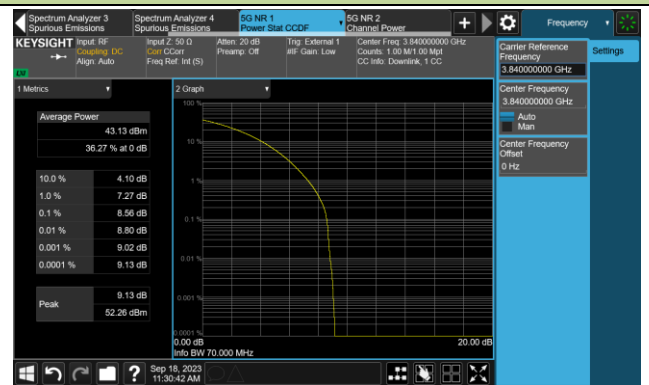 Spectrum Analyzer 3
Spurious Emissions
Spectrum Analyzer 4
Spurious Emissions
5G NR 1
Power Stat CCDF
5G NR 2
Channel Power
Frequency
KEYSIGHT
Input: RF
Coupling: DC
Align: Auto
Input Z: 50 Ω
Corr CCorr
Freq Ref: Int (S)
Atten: 20 dB
Preamp: Off
Trig: External 1
#IF Gain: Low
Center Freq: 3.840000000 GHz
Counts: 1.00 M/1.00 Mpt
CC Info: Downlink, 1 CC
1 Metrics
Average Power
43.13 dBm
36.27 % at 0 dB
10.0 % 4.10 dB
1.0 % 7.27 dB
0.1 % 8.56 dB
0.01 % 8.80 dB
0.001 % 9.02 dB
0.0001 % 9.13 dB
Peak
9.13 dB
52.26 dBm
2 Graph
100 %
10 %
1 %
0.1 %
0.01 %
0.001 %
0.0001 %
0.00 dB
20.00 dB
Info BW 70.000 MHz
Carrier Reference
Frequency
3.840000000 GHz
Settings
Center Frequency
3.840000000 GHz
Auto
Man
Center Frequency
Offset
0 Hz
?
Sep 18, 2023
11:30:42 AM